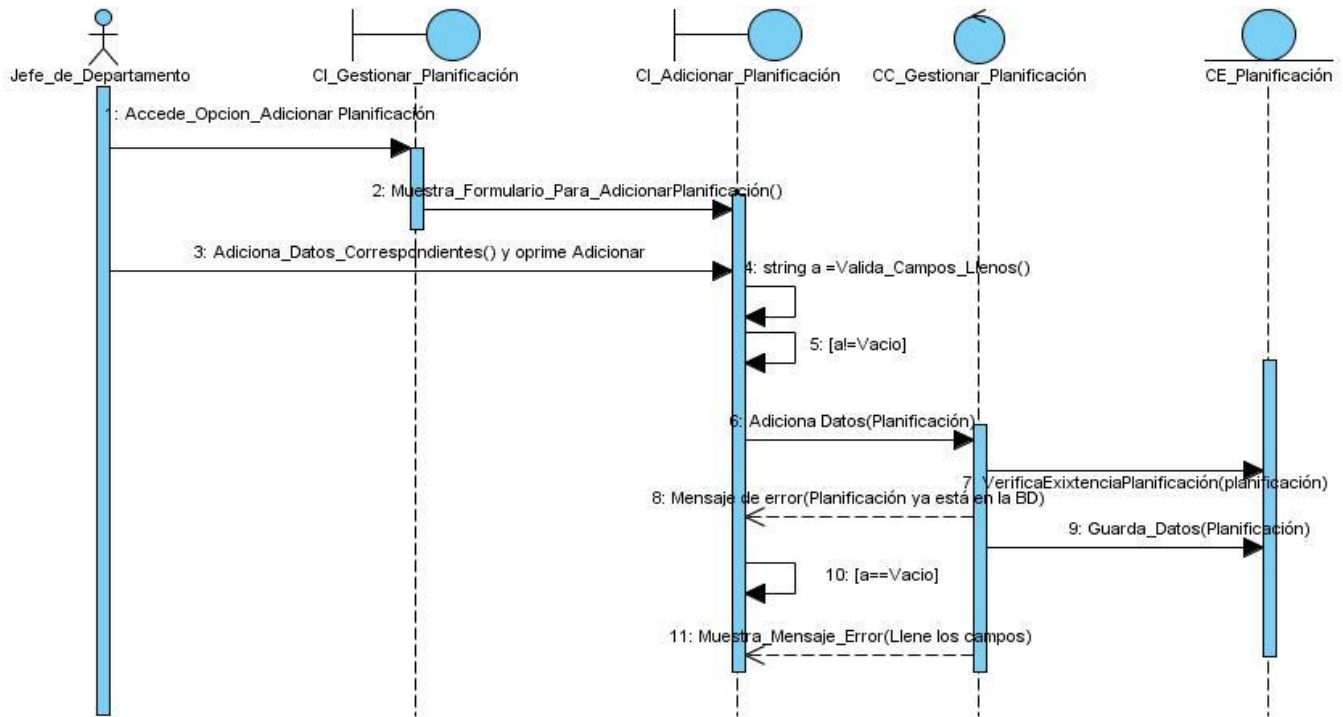 Jefe_de_Departamento
CI_Gestionar_Planificación
CI_Adicionar_Planificación
CC_Gestionar_Planificación
CE_Planificación
1: Accede_Opcion_Adicionar Planificación
2: Muestra_Formulario_Para_AdicionarPlanificación()
3: Adiciona_Datos_Correspondientes() y oprime Adicionar
4: string a =Valida_Campos_Llenos()
5: [a!=Vacio]
6: Adiciona Datos(Planificación)
7: VerificaExixtenciaPlanificación(planificación)
8: Mensaje de error(Planificación ya está en la BD)
9: Guarda_Datos(Planificación)
10: [a==Vacio]
11: Muestra_Mensaje_Error(Llene los campos)